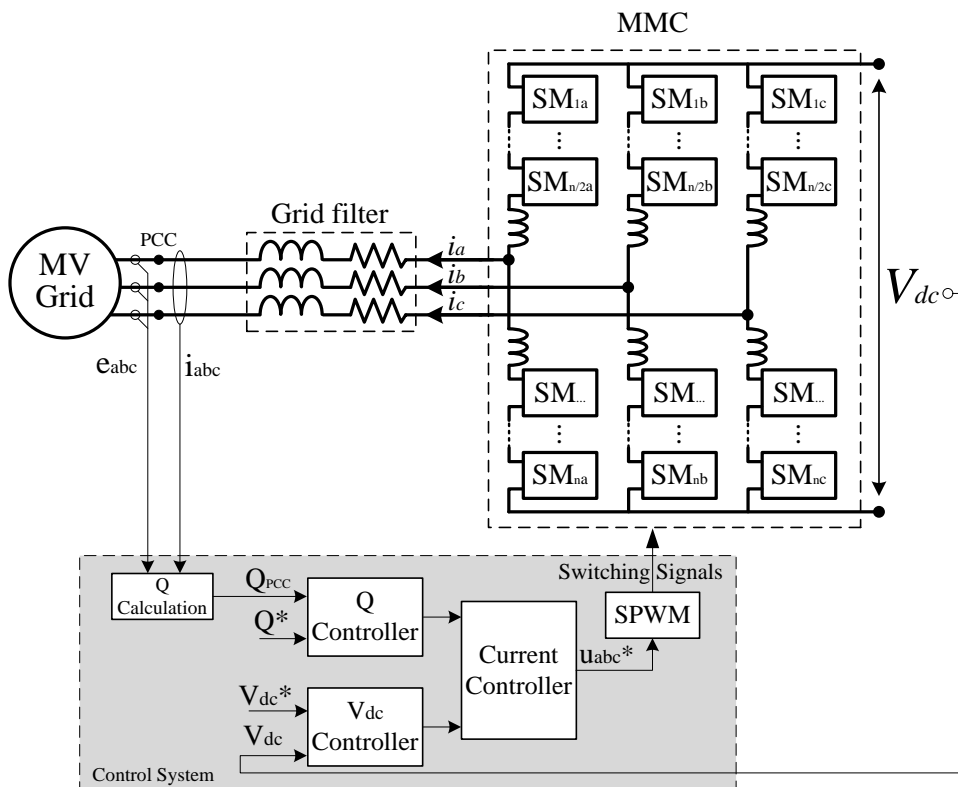 MMC
SM1a
SM1b
SM1c
SMn/2a
SMn/2b
SMn/2c
Grid filter
PCC
MV
Grid
ia
ib
ic
Vdc
eabc
iabc
SM...
SM...
SM...
SMna
SMnb
SMnc
Switching Signals
Q
Calculation
QPCC
Q*
Q
Controller
SPWM
Current
Controller
uabc*
Vdc*
Vdc
Vdc
Controller
Control System